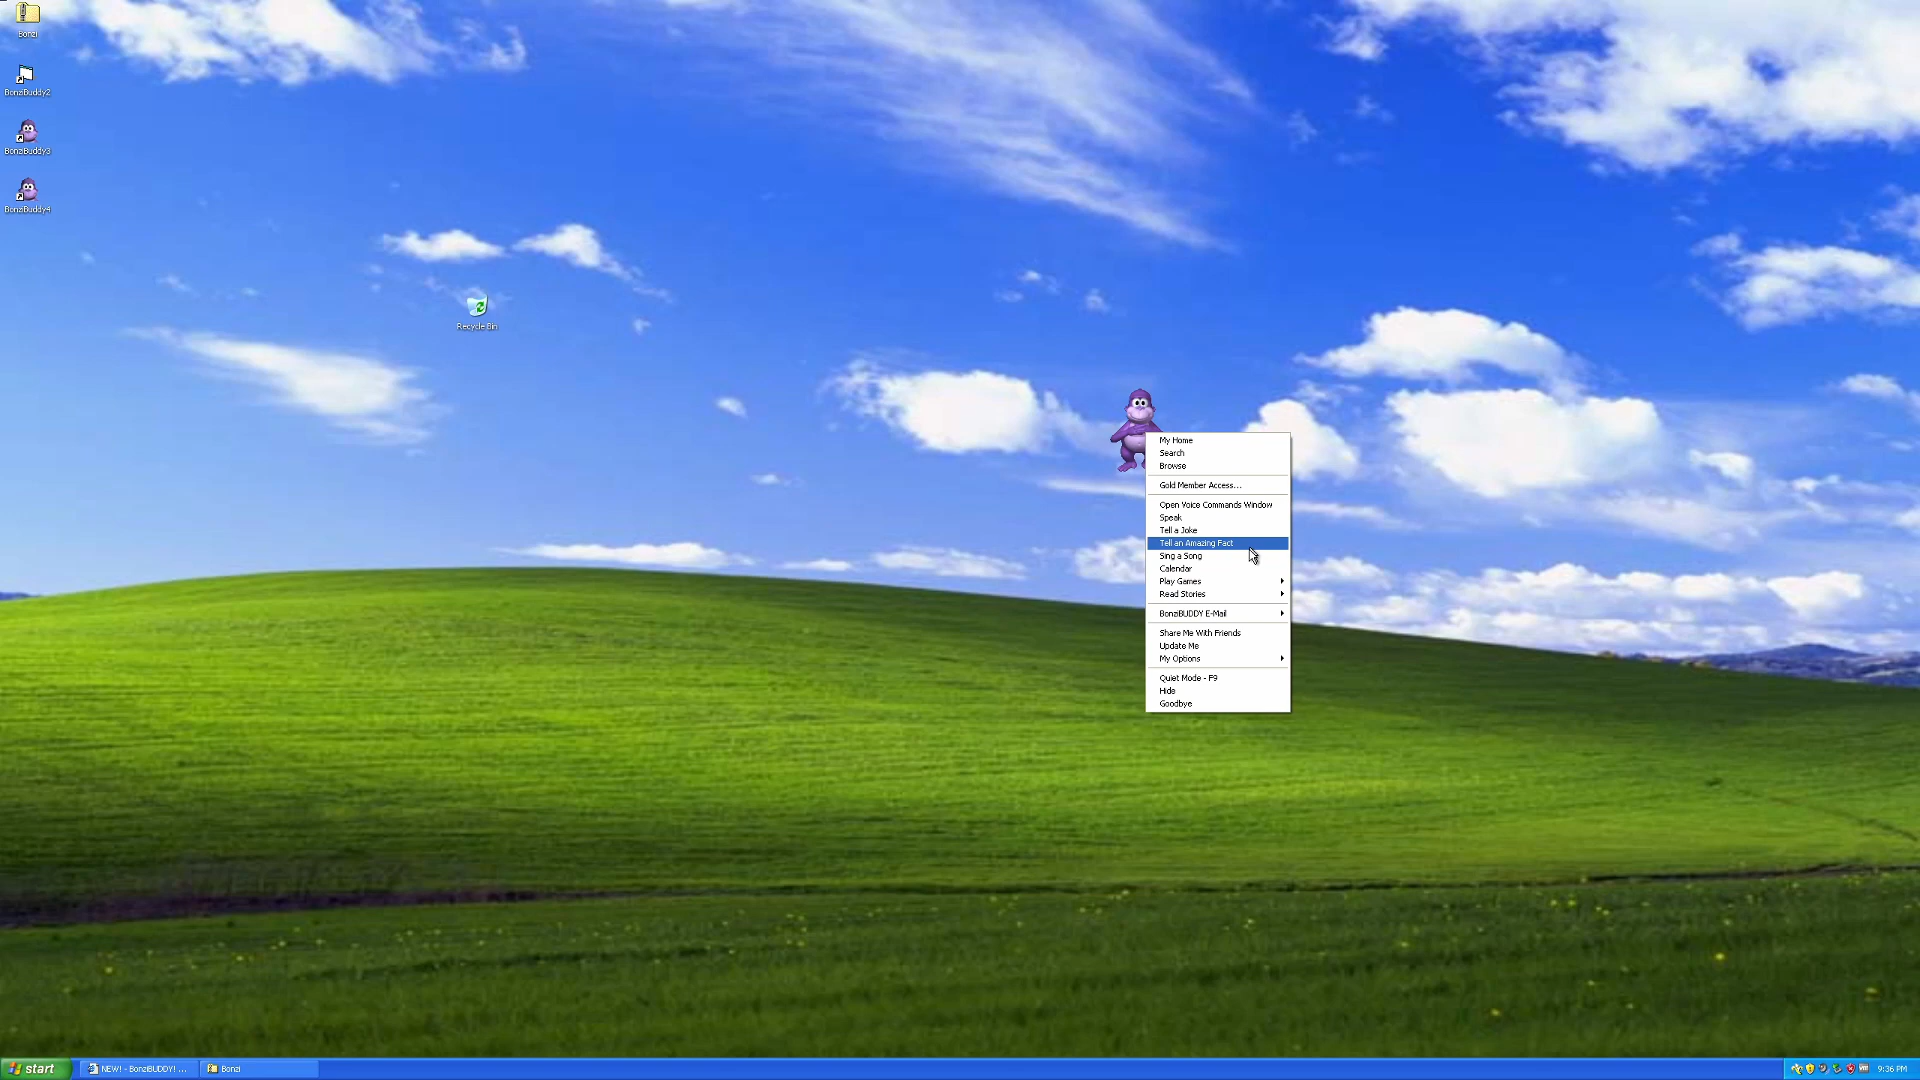 Bonzi
BonziBuddy2
BonziBuddy3
BonziBuddy4
Recycle Bin
My Home
Search
Browse
Gold Member Access...
Open Voice Commands Window
Speak
Tell a Joke
Tell an Amazing Fact
Sing a Song
Calendar
Play Games
Read Stories
BonziBUDDY E-Mail
Share Me With Friends
Update Me
My Options
Quiet Mode - F9
Hide
Goodbye
start
NEW! - BonziBUDDY! ...
Bonzi
9:36 PM